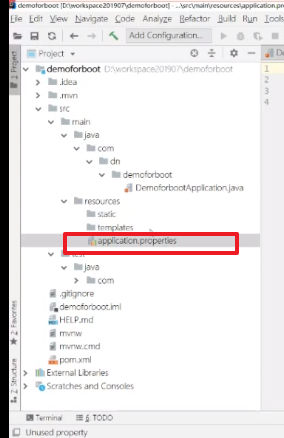 demoforboot [D:\workspace201907\demoforboot] - ...\src\main\resources\application.pro
File Edit View Navigate Code Analyze Refactor Build Run Tools
Add Configuration...
1: Project
Project
De
demoforboot D:\workspace201907\demoforboot
1
.idea
2
.mvn
3
src
4
main
java
com
dn
demoforboot
DemoforbootApplication.java
resources
static
templates
application.properties
java
com
.gitignore
demoforboot.iml
HELP.md
mvnw
mvnw.cmd
pom.xml
External Libraries
Scratches and Consoles
2: Favorites
Z: Structure
Terminal 6: TODO
Unused property